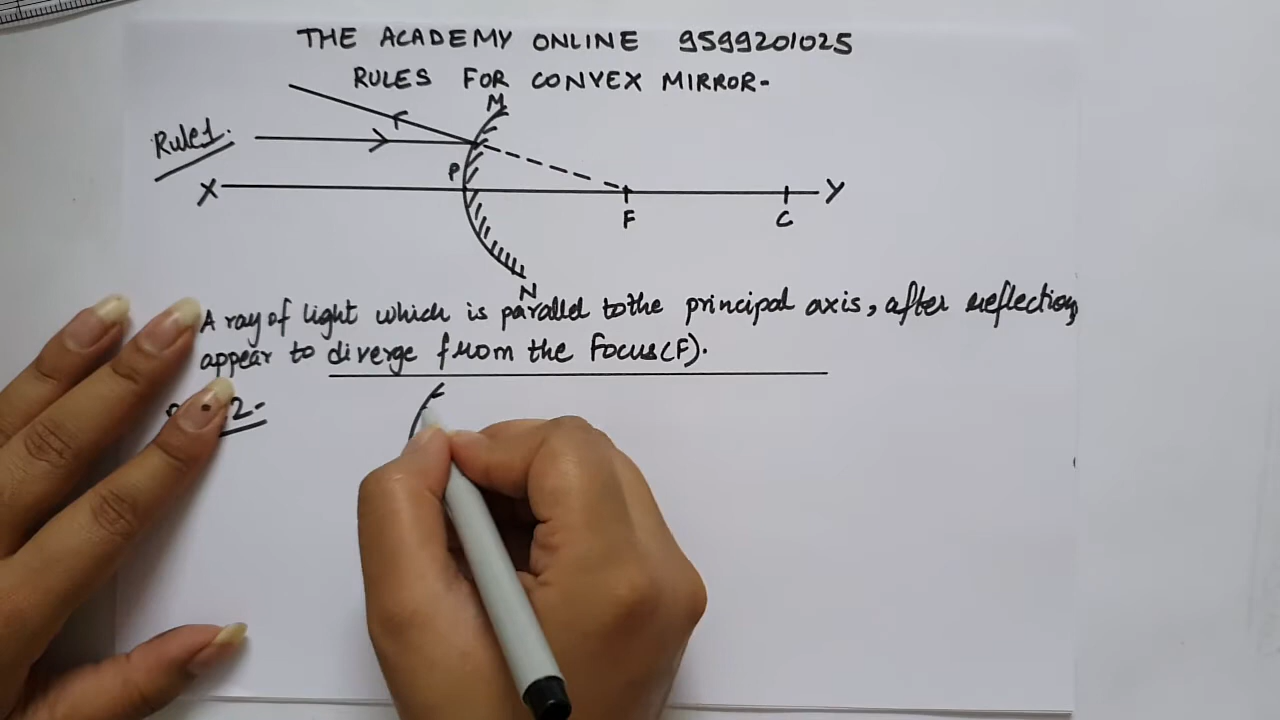 THE ACADEMY ONLINE 9599201025
RULES FOR CONVEX MIRROR-
M
Rule1.
P
X Y
F C
N
A ray of light which is parallel to the principal axis, after reflection,
appear to diverge from the Focus(F).
2-